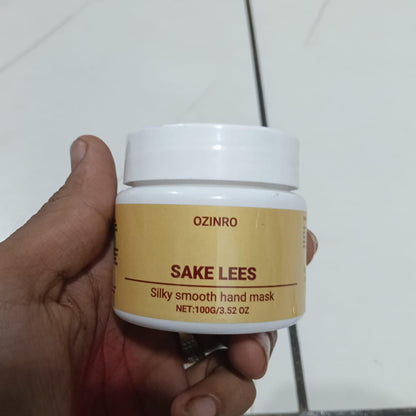 OZINRO
SAKE LEES
Silky smooth hand mask
NET:100G/3.52 OZ